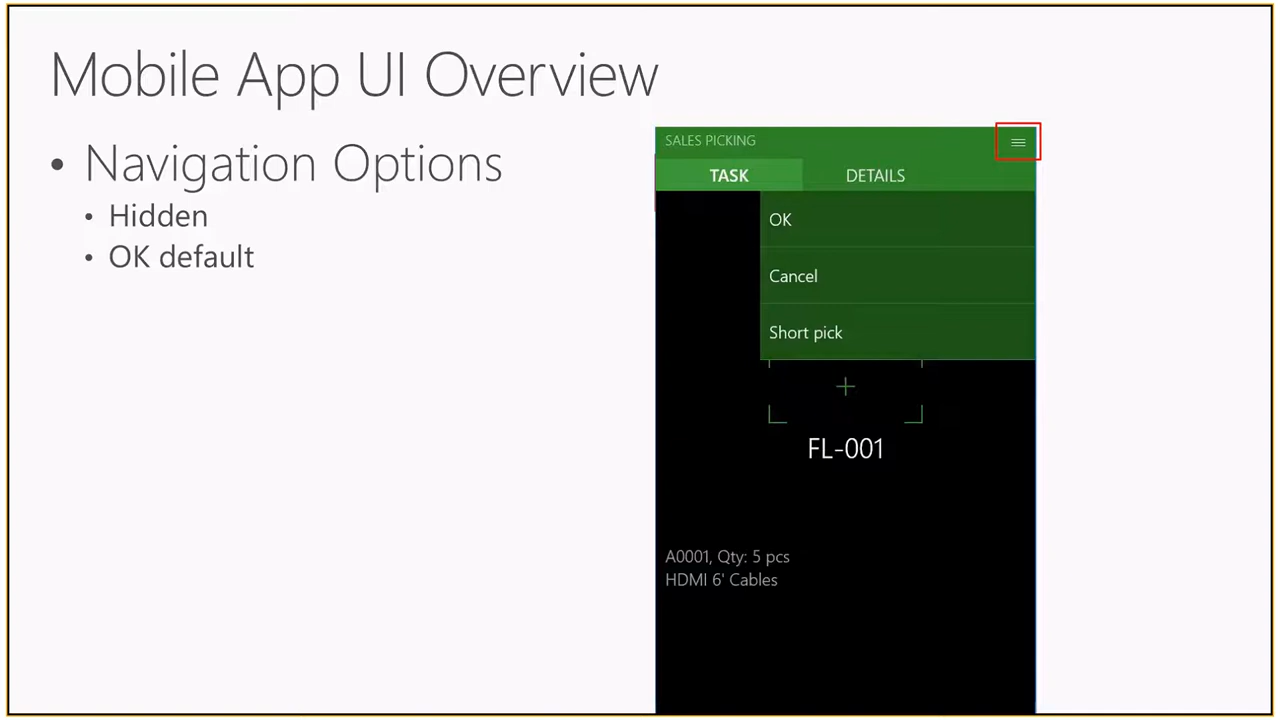 Mobile App UI Overview
• Navigation Options
• Hidden
• OK default
SALES PICKING
TASK DETAILS
OK
Cancel
Short pick
FL-001
A0001, Qty: 5 pcs
HDMI 6' Cables